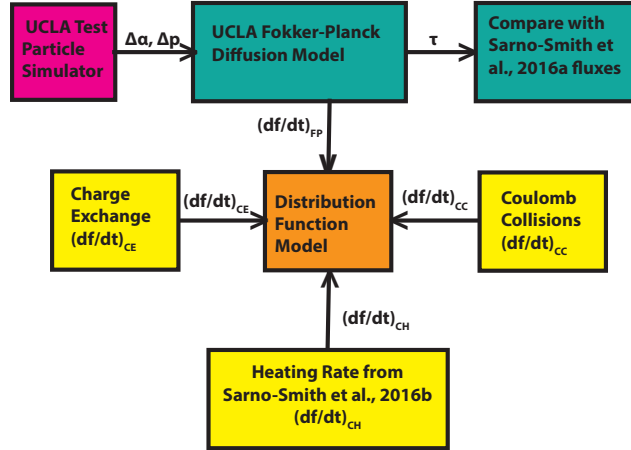 UCLA Test
Particle
Simulator
Δα, Δp
UCLA Fokker-Planck
Diffusion Model
τ
Compare with
Sarno-Smith et
al., 2016a fluxes
(df/dt)FP
Charge
Exchange
(df/dt)CE
(df/dt)CE
Distribution
Function
Model
(df/dt)CC
Coulomb
Collisions
(df/dt)CC
(df/dt)CH
Heating Rate from
Sarno-Smith et al., 2016b
(df/dt)CH